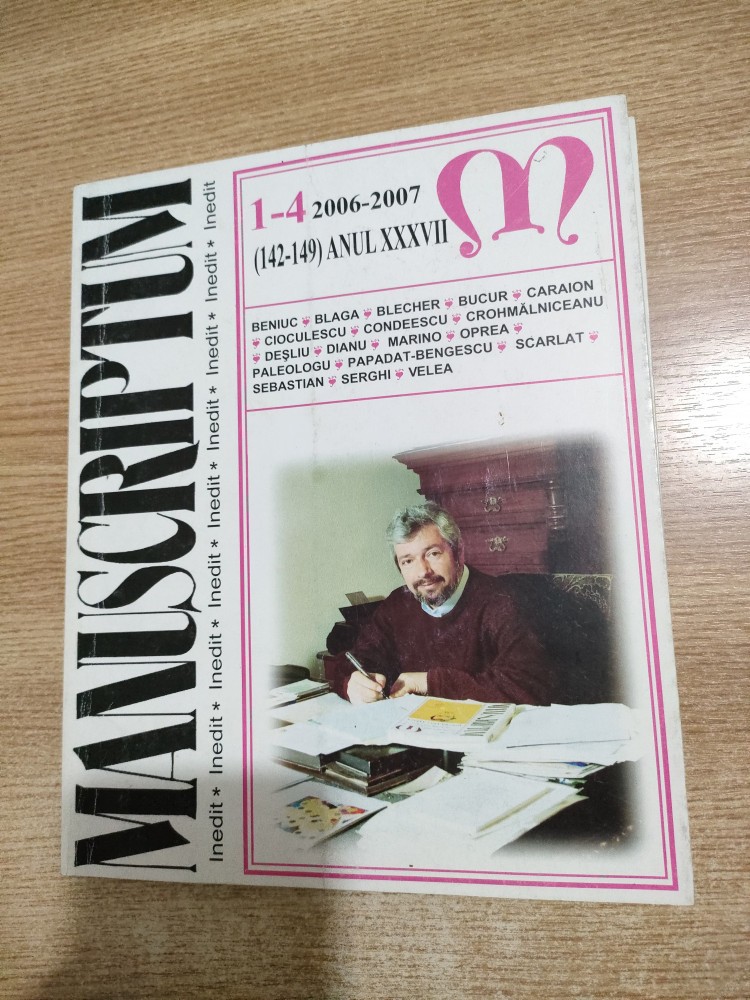 MANUSCRIPTUM
Inedit * Inedit * Inedit * Inedit * Inedit * Inedit * Inedit * Inedit
1-4 2006-2007
(142-149) ANUL XXXVII
M
BENIUC BLAGA BLECHER BUCUR CARAION
CIOCULESCU CONDEESCU CROHMĂLNICEANU
DEȘLIU DIANU MARINO OPREA
PALEOLOGU PAPADAT-BENGESCU SCARLAT
SEBASTIAN SERGHI VELEA